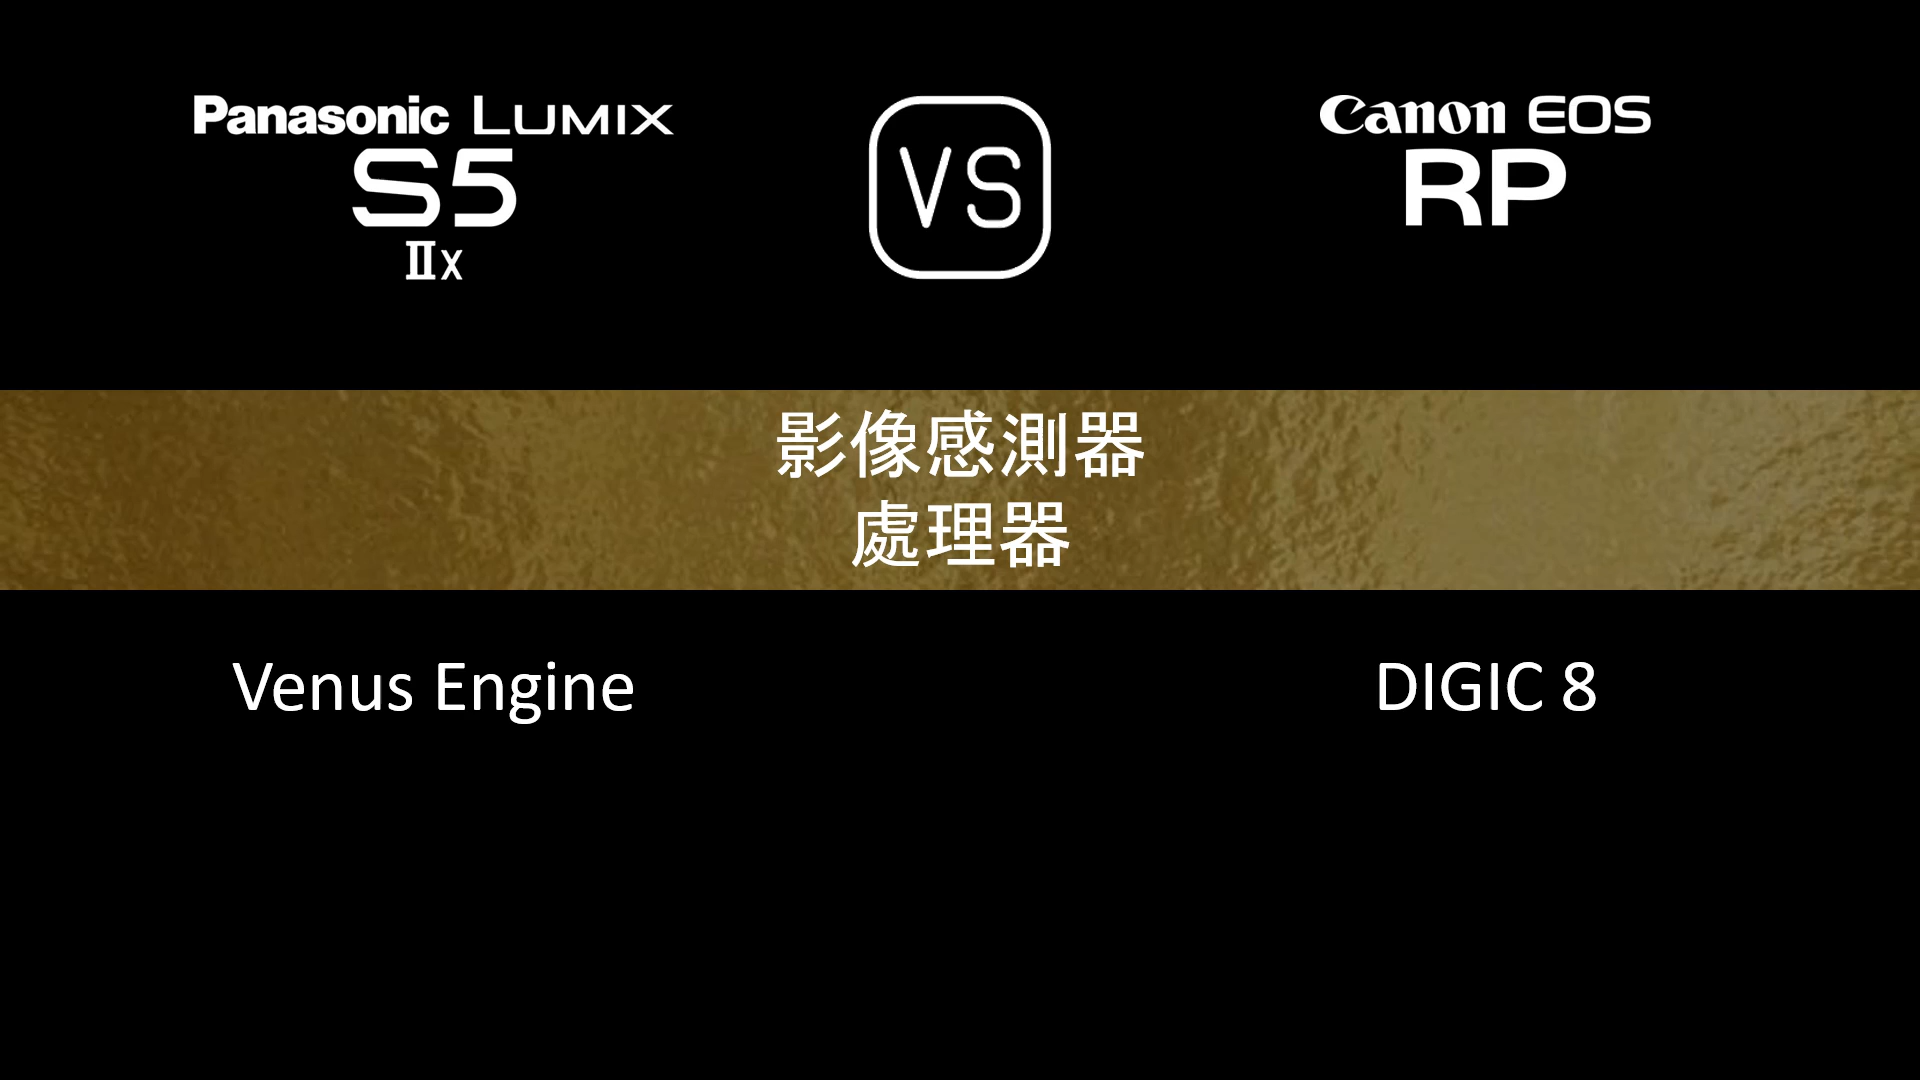 Panasonic LUMIX
S5
IIx
VS
Canon EOS
RP
影像感測器
處理器
Venus Engine
DIGIC 8